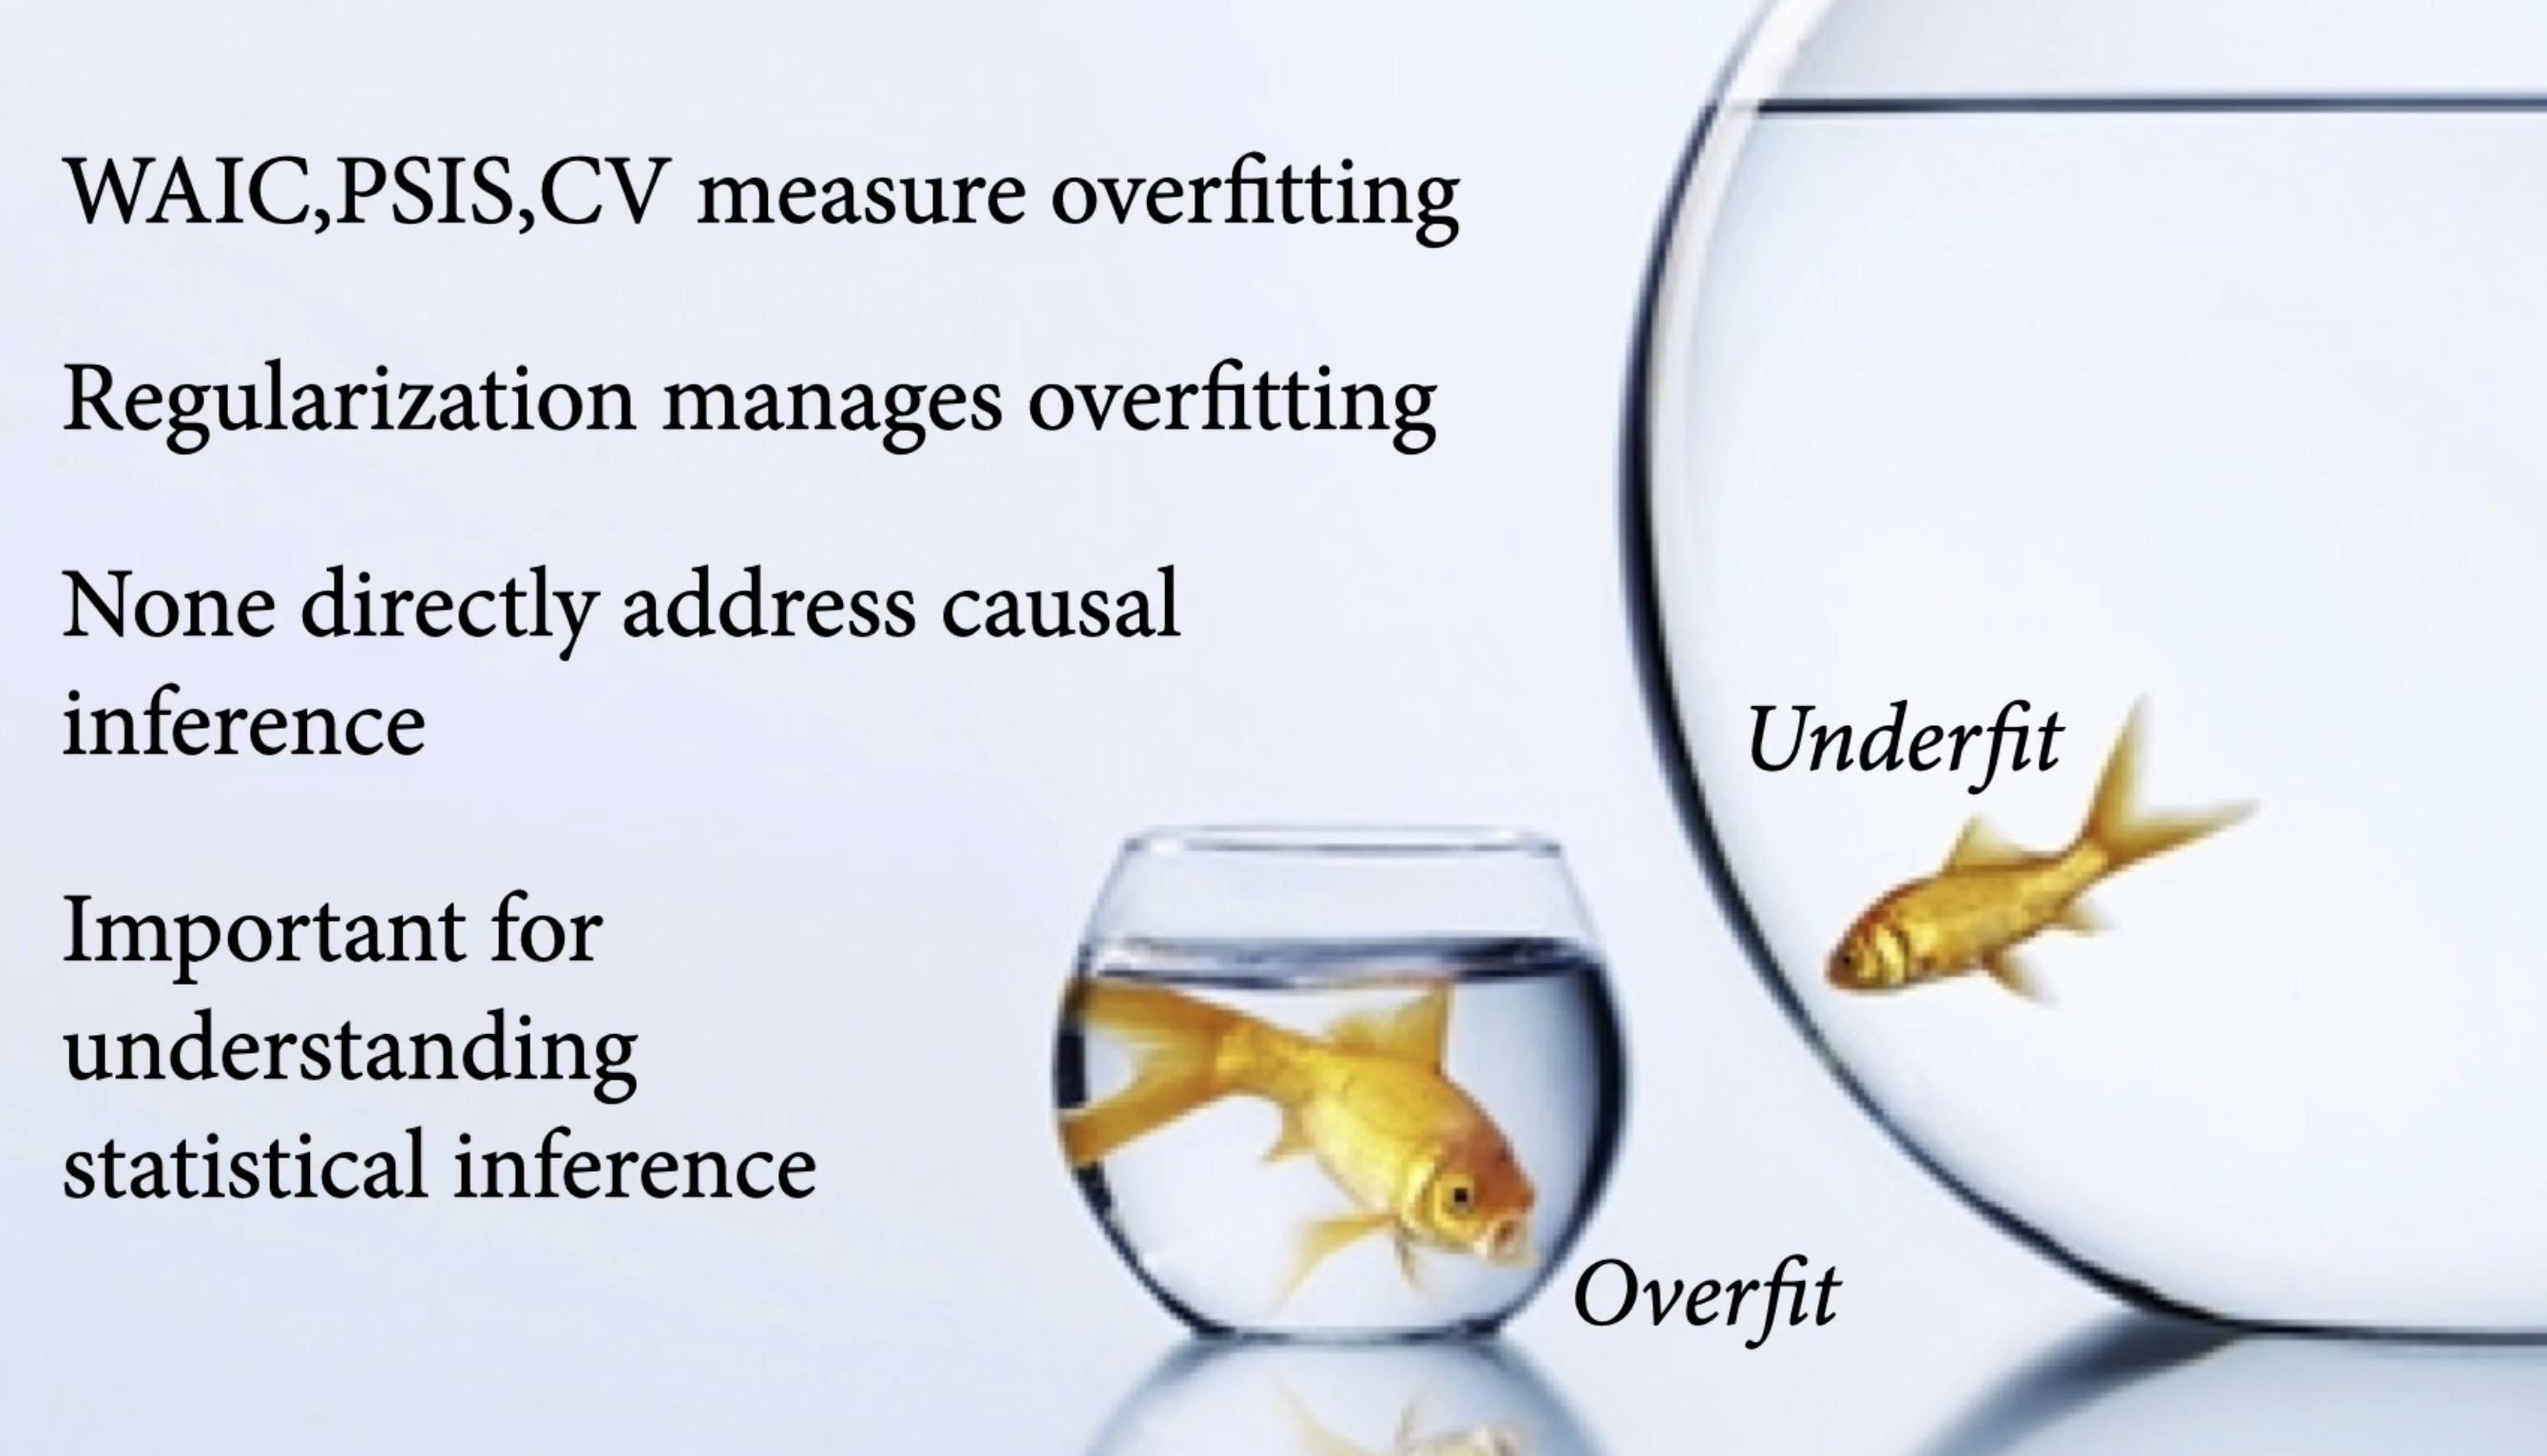 WAIC,PSIS,CV measure overfitting
Regularization manages overfitting
None directly address causal
inference
Important for
understanding
statistical inference
Underfit
Overfit